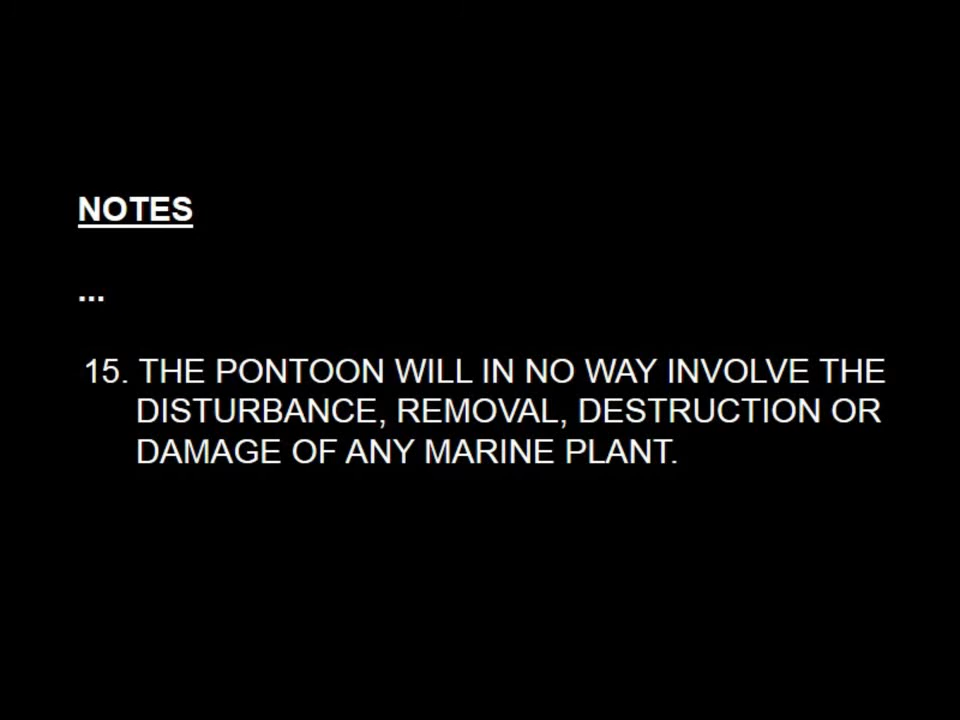 NOTES
...
15. THE PONTOON WILL IN NO WAY INVOLVE THE
DISTURBANCE, REMOVAL, DESTRUCTION OR
DAMAGE OF ANY MARINE PLANT.